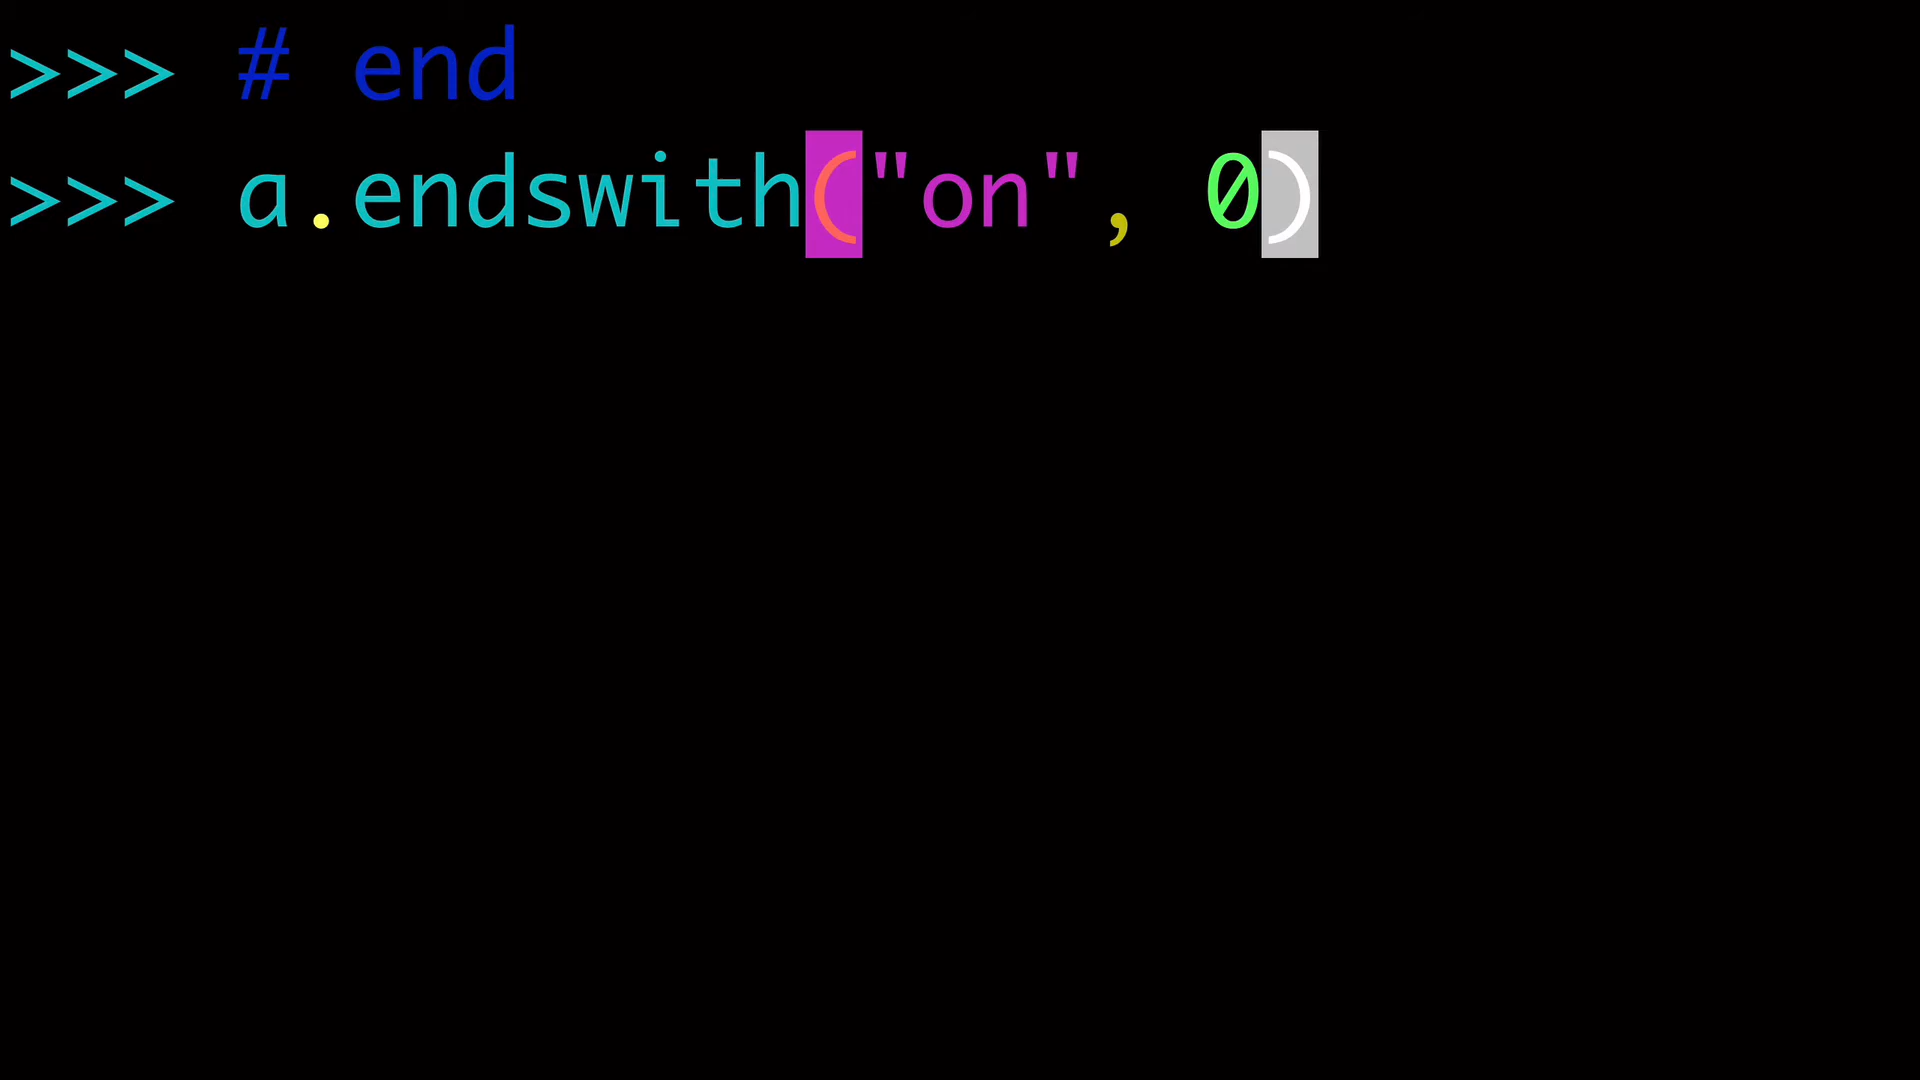 >>> # end
>>> a.endswith("on", 0)